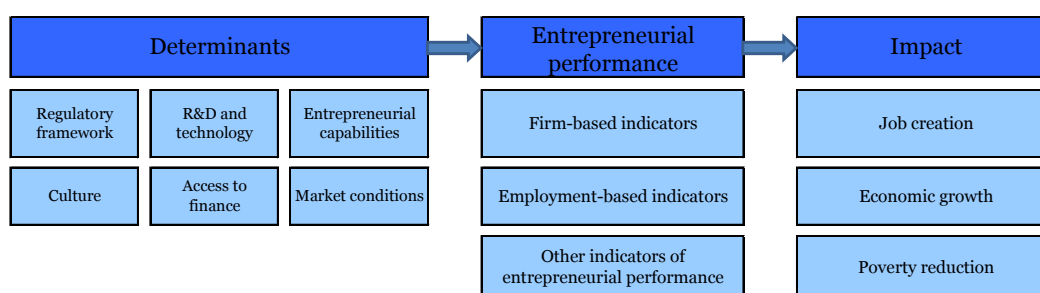 Determinants
Entrepreneurial
performance
Impact
Regulatory
framework
R&D and
technology
Entrepreneurial
capabilities
Firm-based indicators
Job creation
Culture
Access to
finance
Market conditions
Employment-based indicators
Economic growth
Other indicators of
entrepreneurial performance
Poverty reduction